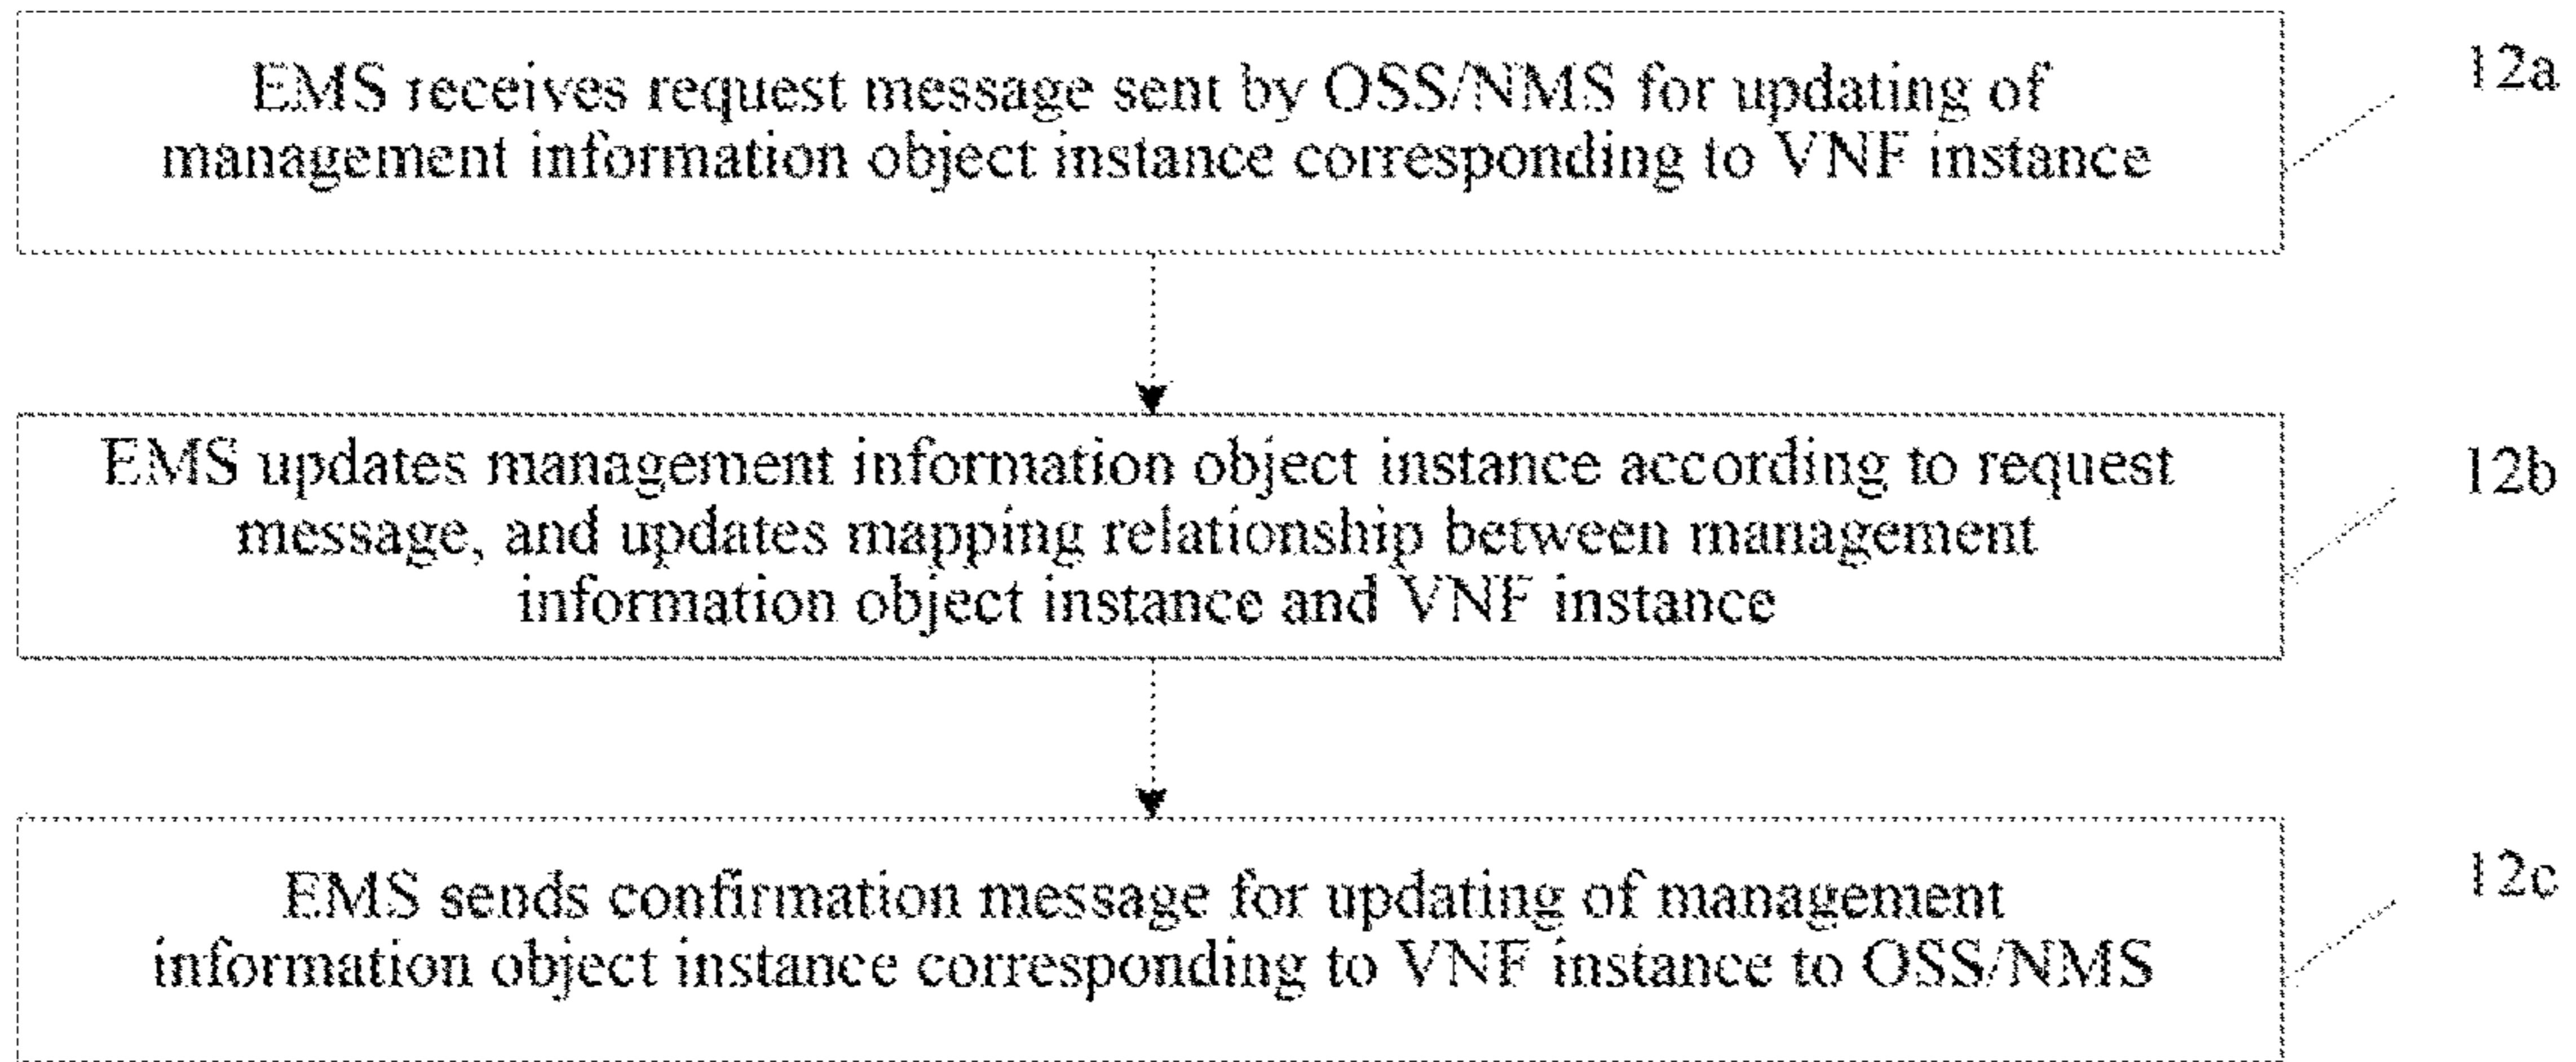 EMS receives request message sent by OSS/NMS for updating of
management information object instance corresponding to VNF instance
12a
EMS updates management information object instance according to request
message, and updates mapping relationship between management
information object instance and VNF instance
12b
EMS sends confirmation message for updating of management
information object instance corresponding to VNF instance to OSS/NMS
12c